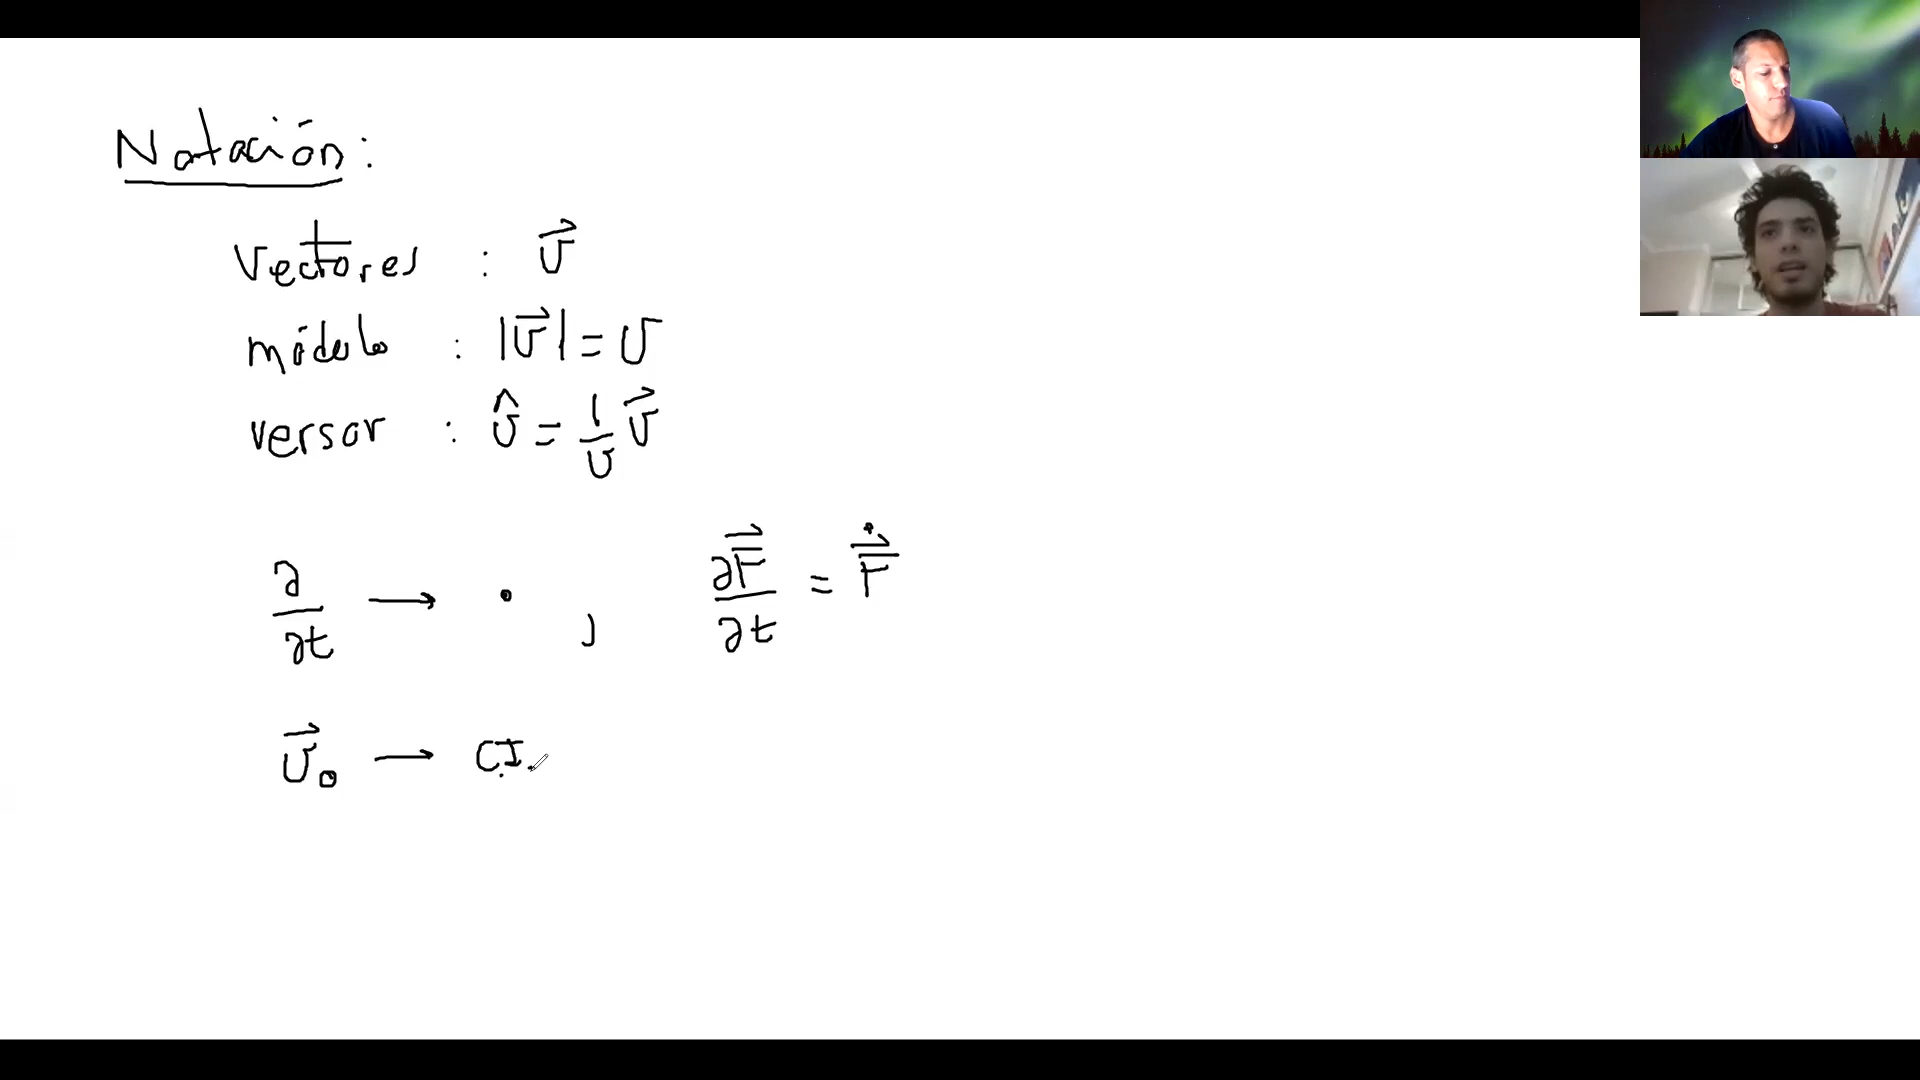 Notación:
vectores : v⃗
módulo : |v⃗| = v
versor : v̂ = 1/v v⃗
∂/∂t → • , ∂F⃗/∂t = Ḟ⃗
v⃗₀ → C.I.